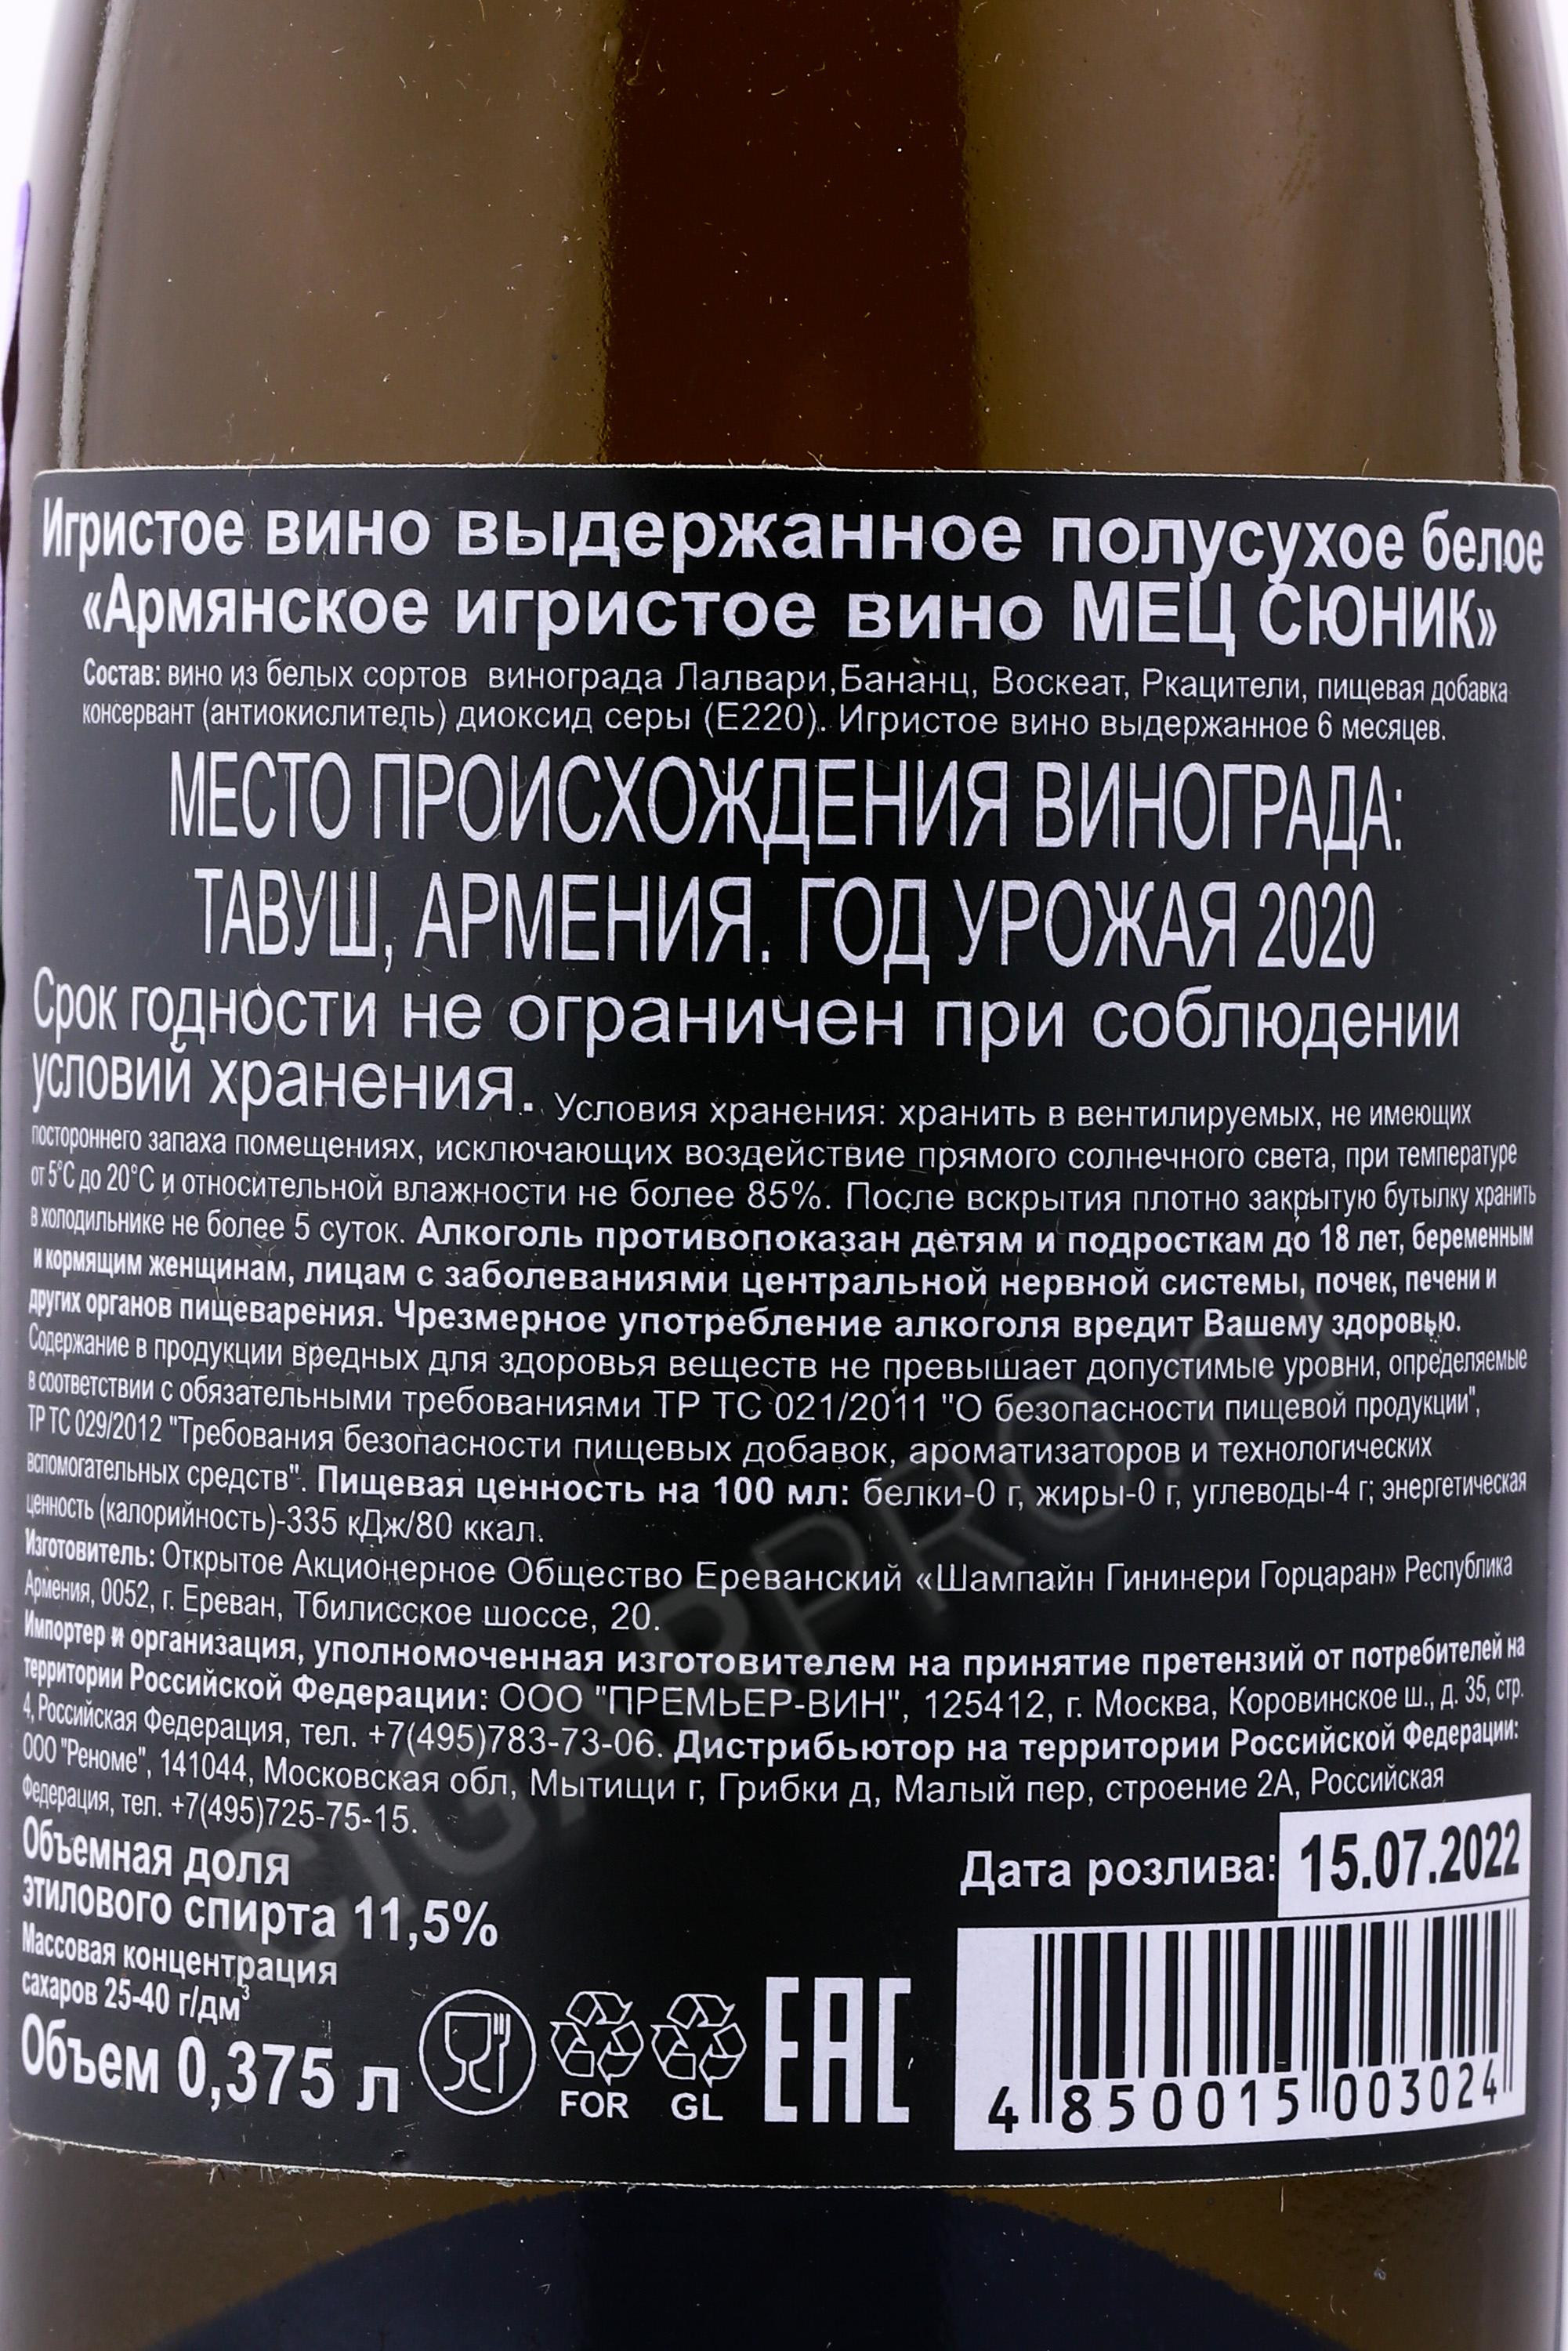 Игристое вино выдержанное полусухое белое
«Армянское игристое вино МЕЦ СЮНИК»
Состав: вино из белых сортов винограда Лалвари,Бананц, Воскеат, Ркацители, пищевая добавка
консервант (антиокислитель) диоксид серы (Е220). Игристое вино выдержанное 6 месяцев.
МЕСТО ПРОИСХОЖДЕНИЯ ВИНОГРАДА:
ТАВУШ, АРМЕНИЯ. ГОД УРОЖАЯ 2020
Срок годности не ограничен при соблюдении
условий хранения. Условия хранения: хранить в вентилируемых, не имеющих
постороннего запаха помещениях, исключающих воздействие прямого солнечного света, при температуре
от 5°С до 20°С и относительной влажности не более 85%. После вскрытия плотно закрытую бутылку хранить
в холодильнике не более 5 суток. Алкоголь противопоказан детям и подросткам до 18 лет, беременным
и кормящим женщинам, лицам с заболеваниями центральной нервной системы, почек, печени и
других органов пищеварения. Чрезмерное употребление алкоголя вредит Вашему здоровью.
Содержание в продукции вредных для здоровья веществ не превышает допустимые уровни, определяемые
в соответствии с обязательными требованиями ТР ТС 021/2011 "О безопасности пищевой продукции",
ТР ТС 029/2012 "Требования безопасности пищевых добавок, ароматизаторов и технологических
вспомогательных средств". Пищевая ценность на 100 мл: белки-0 г, жиры-0 г, углеводы-4 г; энергетическая
ценность (калорийность)-335 кДж/80 ккал.
Изготовитель: Открытое Акционерное Общество Ереванский «Шампайн Гининери Горцаран» Республика
Армения, 0052, г. Ереван, Тбилисское шоссе, 20.
Импортер и организация, уполномоченная изготовителем на принятие претензий от потребителей на
территории Российской Федерации: ООО "ПРЕМЬЕР-ВИН", 125412, г. Москва, Коровинское ш., д. 35, стр.
4, Российская Федерация, тел. +7(495)783-73-06. Дистрибьютор на территории Российской Федерации:
ООО "Реноме", 141044, Московская обл, Мытищи г, Грибки д, Малый пер, строение 2А, Российская
Федерация, тел. +7(495)725-75-15.
Объемная доля
этилового спирта 11,5%
Массовая концентрация
сахаров 25-40 г/дм³
Объем 0,375 л
FOR
GL
EAC
Дата розлива: 15.07.2022
4 850015 003024
CIGARPRO.ru